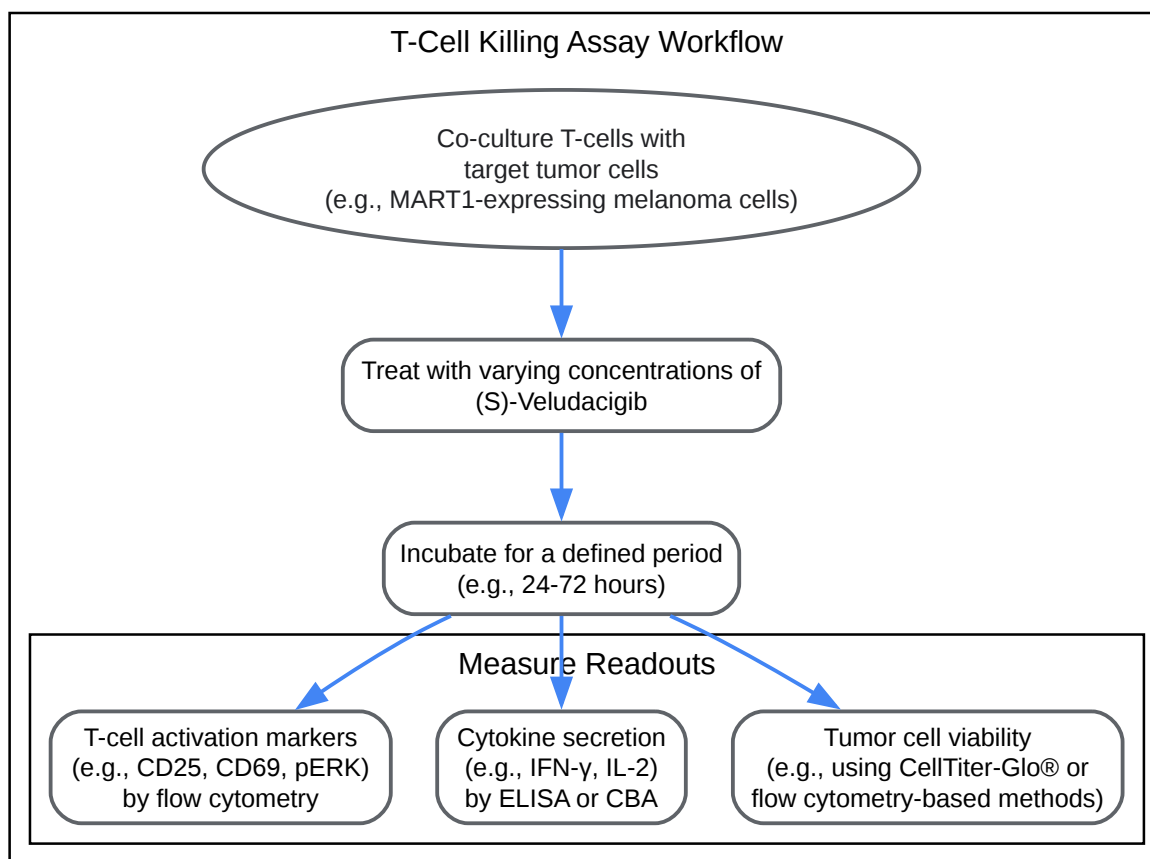 T-Cell Killing Assay Workflow
Co-culture T-cells with
target tumor cells
(e.g., MART1-expressing melanoma cells)
Treat with varying concentrations of
(S)-Veludacigib
Incubate for a defined period
(e.g., 24-72 hours)
Measure Readouts
T-cell activation markers
(e.g., CD25, CD69, pERK)
by flow cytometry
Cytokine secretion
(e.g., IFN-γ, IL-2)
by ELISA or CBA
Tumor cell viability
(e.g., using CellTiter-Glo® or
flow cytometry-based methods)